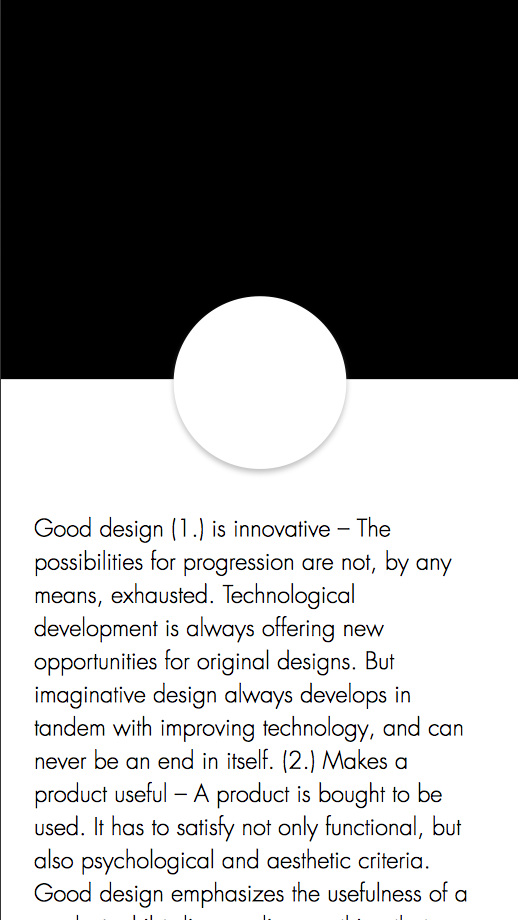 Good design (1.) is innovative – The
possibilities for progression are not, by any
means, exhausted. Technological
development is always offering new
opportunities for original designs. But
imaginative design always develops in
tandem with improving technology, and can
never be an end in itself. (2.) Makes a
product useful – A product is bought to be
used. It has to satisfy not only functional, but
also psychological and aesthetic criteria.
Good design emphasizes the usefulness of a